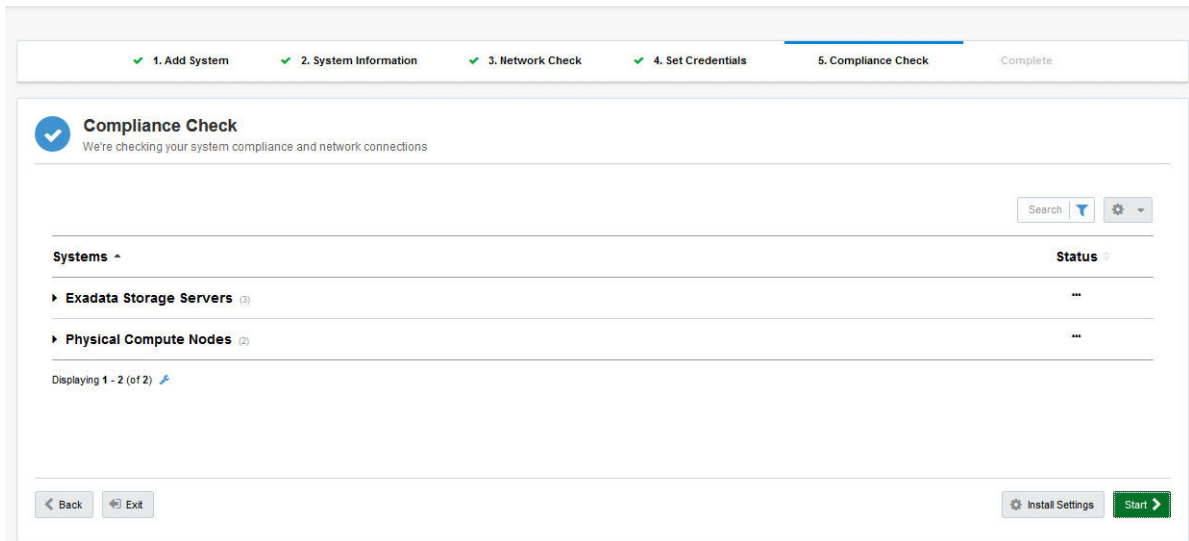 1. Add System 2. System Information 3. Network Check 4. Set Credentials 5. Compliance Check Complete
Compliance Check
We're checking your system compliance and network connections
Search
Systems Status
Exadata Storage Servers (3) ...
Physical Compute Nodes (2) ...
Displaying 1 - 2 (of 2)
Back Exit Install Settings Start